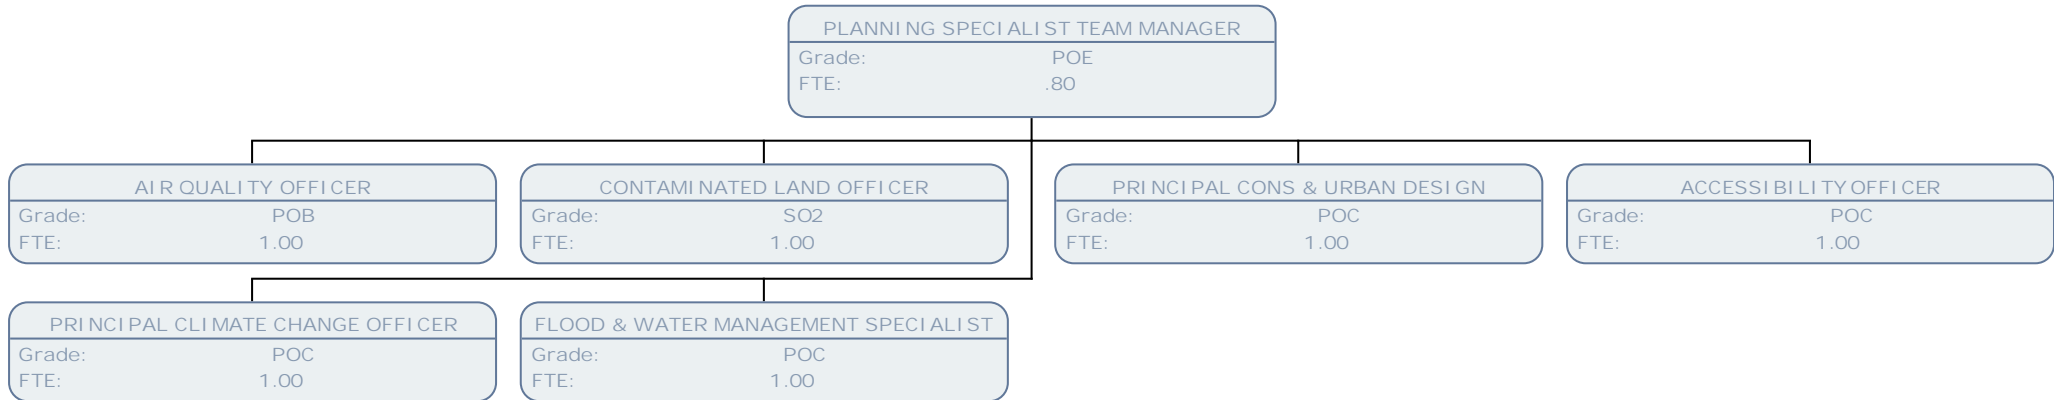 PLANNING SPECIALIST TEAM MANAGER
Grade: POE
FTE: .80
AIR QUALITY OFFICER
Grade: POB
FTE: 1.00
CONTAMINATED LAND OFFICER
Grade: SO2
FTE: 1.00
PRINCIPAL CONS & URBAN DESIGN
Grade: POC
FTE: 1.00
ACCESSIBILITY OFFICER
Grade: POC
FTE: 1.00
PRINCIPAL CLIMATE CHANGE OFFICER
Grade: POC
FTE: 1.00
FLOOD & WATER MANAGEMENT SPECIALIST
Grade: POC
FTE: 1.00